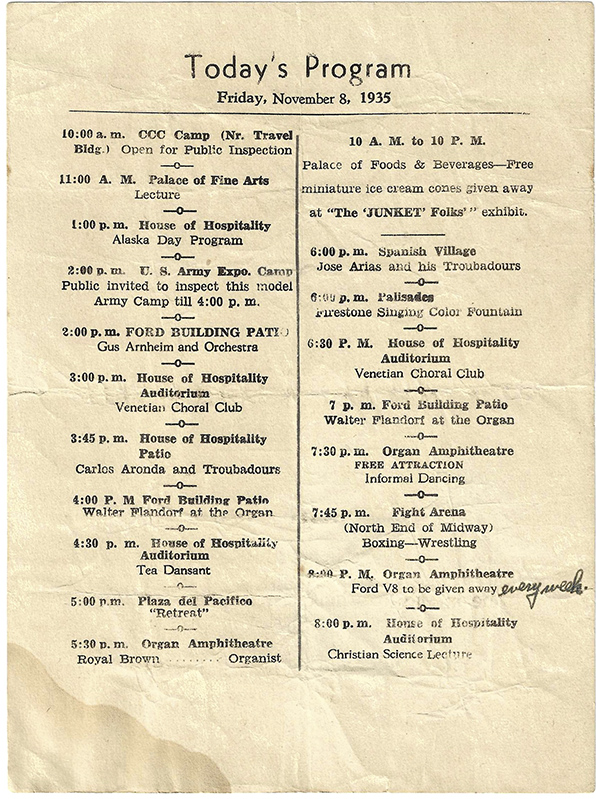 Today's Program
Friday, November 8, 1935
10:00 a. m. CCC Camp (Nr. Travel
Bldg.) Open for Public Inspection
11:00 A. M. Palace of Fine Arts
Lecture
1:00 p. m. House of Hospitality
Alaska Day Program
2:00 p. m. U. S. Army Expo. Camp
Public invited to inspect this model
Army Camp till 4:00 p. m.
2:00 p. m. FORD BUILDING PATIO
Gus Arnheim and Orchestra
3:00 p. m. House of Hospitality
Auditorium
Venetian Choral Club
3:45 p. m. House of Hospitality
Patio
Carlos Aronda and Troubadours
4:00 P. M Ford Building Patio
Walter Flandorf at the Organ
4:30 p. m. House of Hospitality
Auditorium
Tea Dansant
5:00 p.m. Plaza del Pacifico
"Retreat"
5:30 p. m. Organ Amphitheatre
Royal Brown ........ Organist
10 A. M. to 10 P. M.
Palace of Foods & Beverages—Free
miniature ice cream cones given away
at "The 'JUNKET' Folks'" exhibit.
6:00 p. m. Spanish Village
Jose Arias and his Troubadours
6:00 p. m. Palisades
Firestone Singing Color Fountain
6:30 P. M. House of Hospitality
Auditorium
Venetian Choral Club
7 p. m. Ford Building Patio
Walter Flandorf at the Organ
7:30 p. m. Organ Amphitheatre
FREE ATTRACTION
Informal Dancing
7:45 p. m. Fight Arena
(North End of Midway)
Boxing—Wrestling
8:00 P. M. Organ Amphitheatre
Ford V8 to be given away every week.
8:00 p. m. House of Hospitality
Auditorium
Christian Science Lecture